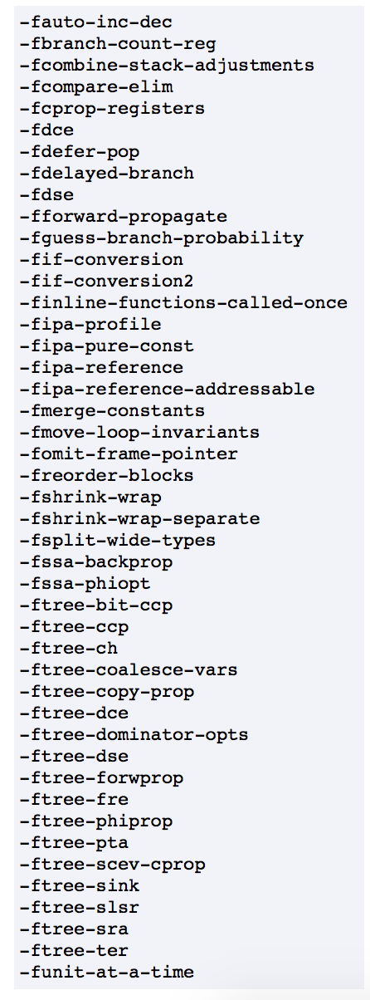 -fauto-inc-dec
-fbranch-count-reg
-fcombine-stack-adjustments
-fcompare-elim
-fcprop-registers
-fdce
-fdefer-pop
-fdelayed-branch
-fdse
-fforward-propagate
-fguess-branch-probability
-fif-conversion
-fif-conversion2
-finline-functions-called-once
-fipa-profile
-fipa-pure-const
-fipa-reference
-fipa-reference-addressable
-fmerge-constants
-fmove-loop-invariants
-fomit-frame-pointer
-freorder-blocks
-fshrink-wrap
-fshrink-wrap-separate
-fsplit-wide-types
-fssa-backprop
-fssa-phiopt
-ftree-bit-ccp
-ftree-ccp
-ftree-ch
-ftree-coalesce-vars
-ftree-copy-prop
-ftree-dce
-ftree-dominator-opts
-ftree-dse
-ftree-forwprop
-ftree-fre
-ftree-phiprop
-ftree-pta
-ftree-scev-cprop
-ftree-sink
-ftree-slsr
-ftree-sra
-ftree-ter
-funit-at-a-time